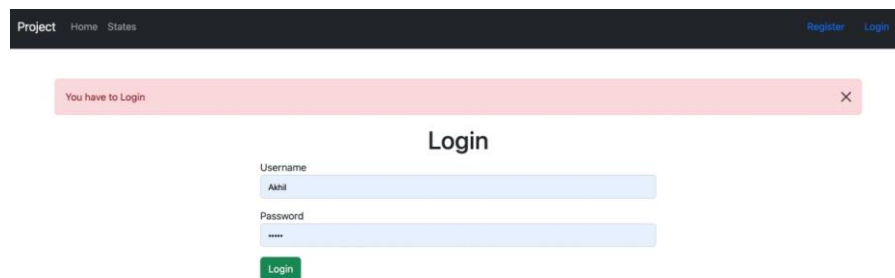 Project Home States Register Login
You have to Login
Login
Username
Akhil
Password
•••••
Login